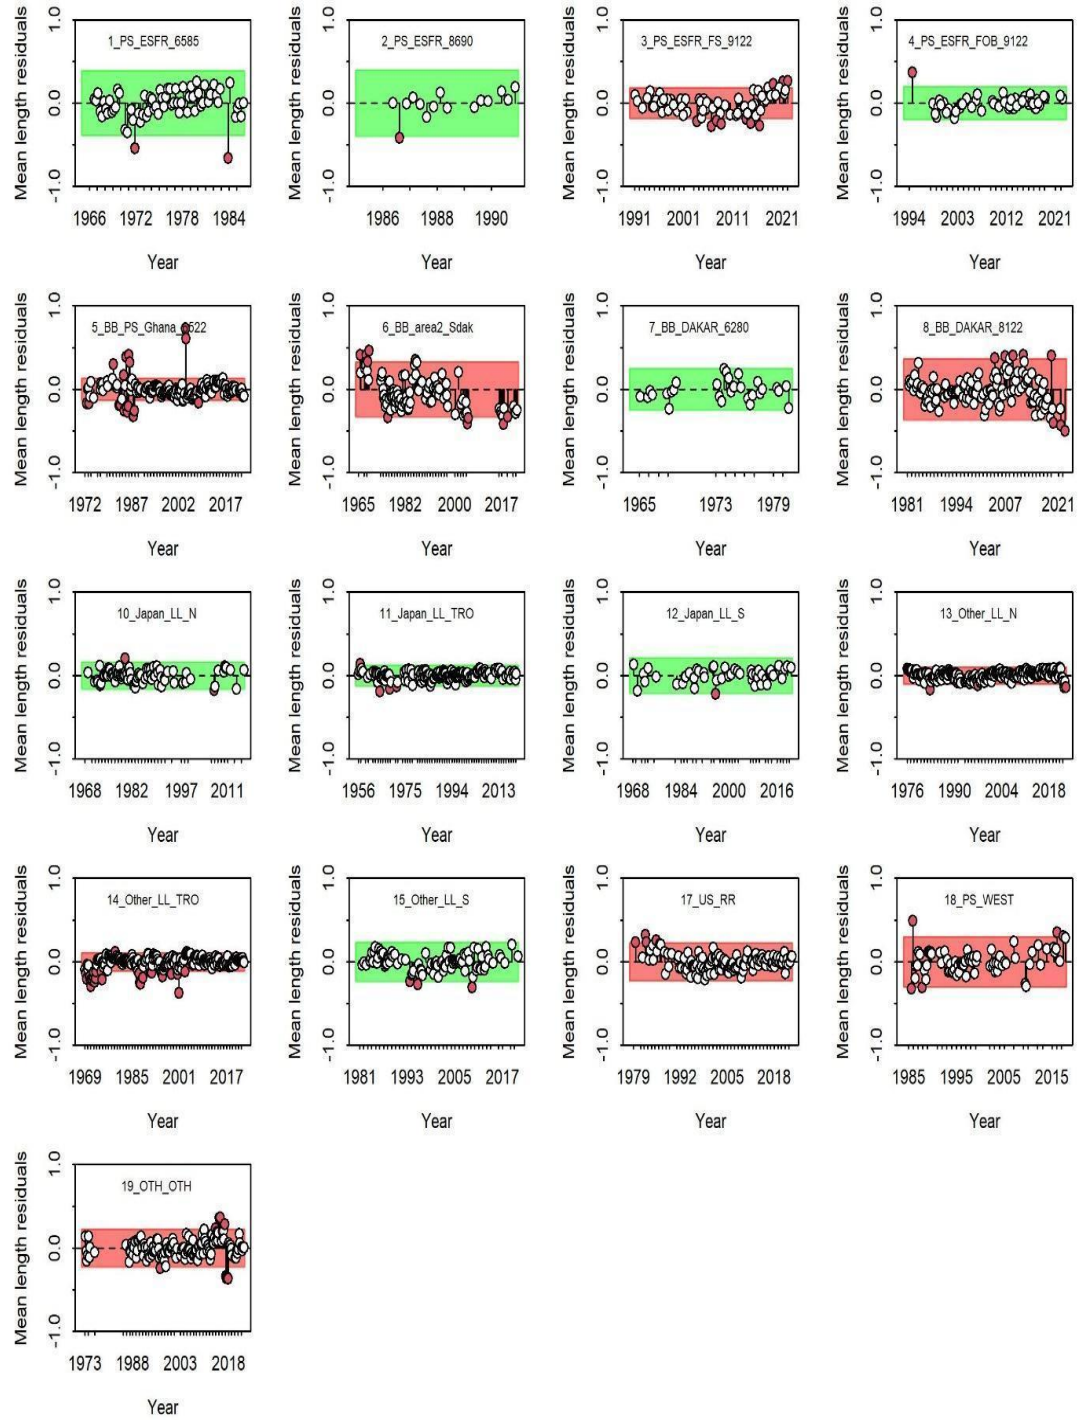 Mean length residuals
1.0
0.0
-1.0
1_PS_ESFR_6585
1966 1972 1978 1984
Year
Mean length residuals
1.0
0.0
-1.0
2_PS_ESFR_8690
1986 1988 1990
Year
Mean length residuals
1.0
0.0
-1.0
3_PS_ESFR_FS_9122
1991 2001 2011 2021
Year
Mean length residuals
1.0
0.0
-1.0
4_PS_ESFR_FOB_9122
1994 2003 2012 2021
Year
Mean length residuals
1.0
0.0
-1.0
5_BB_PS_Ghana_6522
1972 1987 2002 2017
Year
Mean length residuals
1.0
0.0
-1.0
6_BB_area2_Sdak
1965 1982 2000 2017
Year
Mean length residuals
1.0
0.0
-1.0
7_BB_DAKAR_6280
1965 1973 1979
Year
Mean length residuals
1.0
0.0
-1.0
8_BB_DAKAR_8122
1981 1994 2007 2021
Year
Mean length residuals
1.0
0.0
-1.0
10_Japan_LL_N
1968 1982 1997 2011
Year
Mean length residuals
1.0
0.0
-1.0
11_Japan_LL_TRO
1956 1975 1994 2013
Year
Mean length residuals
1.0
0.0
-1.0
12_Japan_LL_S
1968 1984 2000 2016
Year
Mean length residuals
1.0
0.0
-1.0
13_Other_LL_N
1976 1990 2004 2018
Year
Mean length residuals
1.0
0.0
-1.0
14_Other_LL_TRO
1969 1985 2001 2017
Year
Mean length residuals
1.0
0.0
-1.0
15_Other_LL_S
1981 1993 2005 2017
Year
Mean length residuals
1.0
0.0
-1.0
17_US_RR
1979 1992 2005 2018
Year
Mean length residuals
1.0
0.0
-1.0
18_PS_WEST
1985 1995 2005 2015
Year
Mean length residuals
1.0
0.0
-1.0
19_OTH_OTH
1973 1988 2003 2018
Year